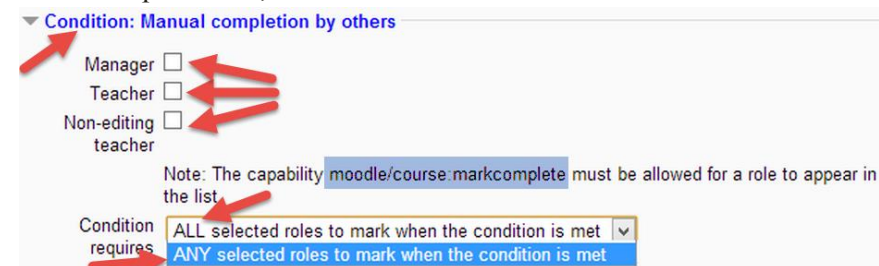 Condition: Manual completion by others
Manager
Teacher
Non-editing
teacher
Note: The capability moodle/course:markcomplete must be allowed for a role to appear in
the list.
Condition
requires
ALL selected roles to mark when the condition is met
ANY selected roles to mark when the condition is met